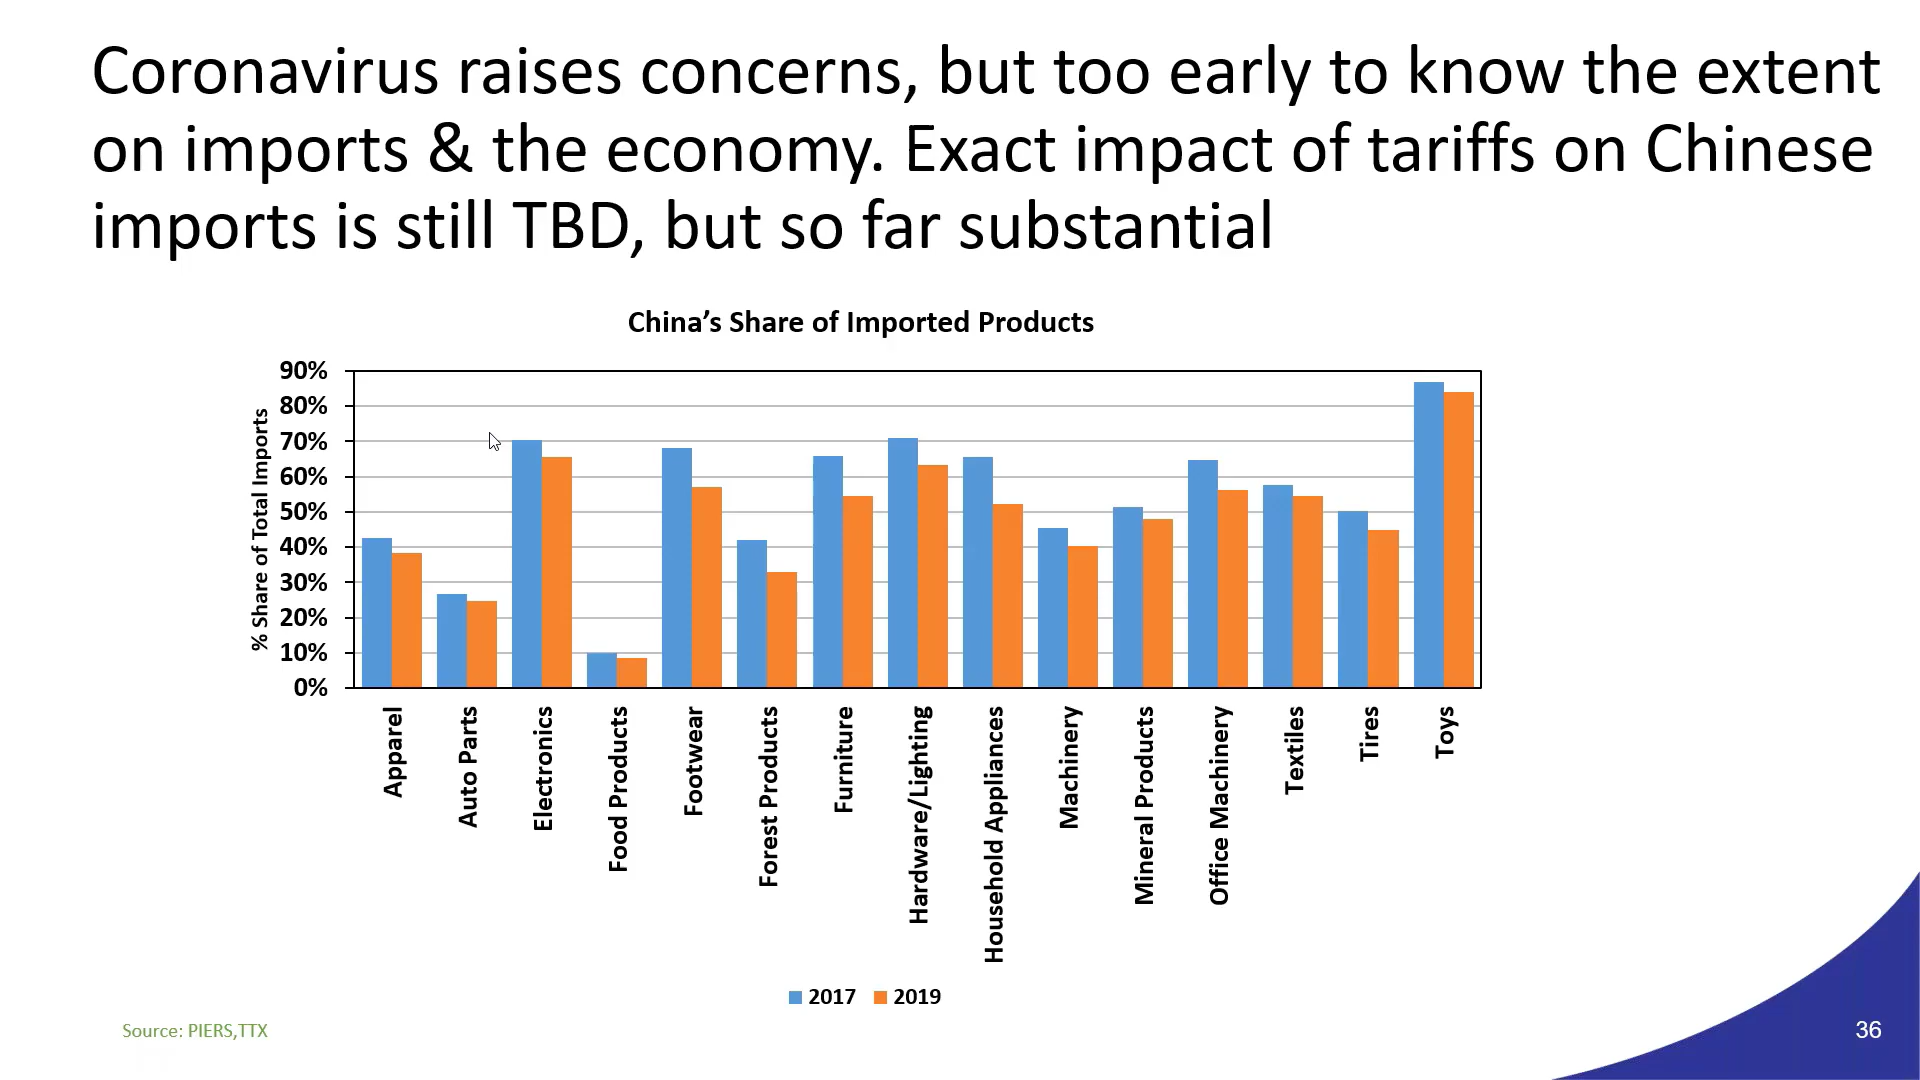 Coronavirus raises concerns, but too early to know the extent
on imports & the economy. Exact impact of tariffs on Chinese
imports is still TBD, but so far substantial
China’s Share of Imported Products
% Share of Total Imports
90%
80%
70%
60%
50%
40%
30%
20%
10%
0%
Apparel
Auto Parts
Electronics
Food Products
Footwear
Forest Products
Furniture
Hardware/Lighting
Household Appliances
Machinery
Mineral Products
Office Machinery
Textiles
Tires
Toys
2017 2019
Source: PIERS,TTX
36